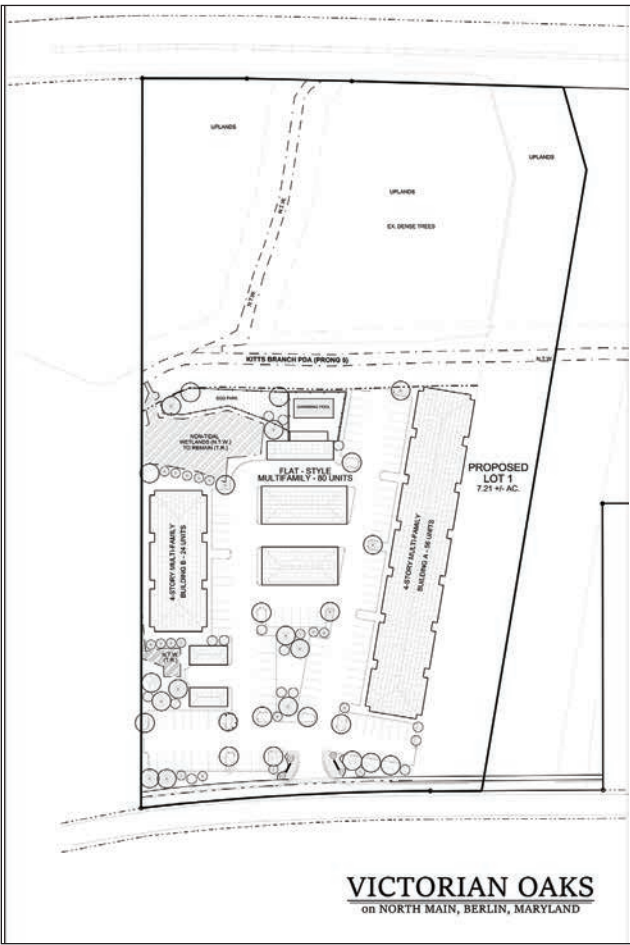 UPLANDS
UPLANDS
UPLANDS
EX. DENSE TREES
N.T.W.
N.T.W.
KITTS BRANCH PDA (PRONG 5)
N.T.W.
DOG PARK
SWIMMING POOL
NON-TIDAL
WETLANDS (N.T.W.)
TO REMAIN (T.R.)
FLAT - STYLE
MULTIFAMILY - 80 UNITS
PROPOSED
LOT 1
7.21 +/- AC.
4-STORY MULTI-FAMILY
BUILDING B - 24 UNITS
4-STORY MULTI-FAMILY
BUILDING A - 56 UNITS
N.T.W.
(T.R.)
VICTORIAN OAKS
on NORTH MAIN, BERLIN, MARYLAND